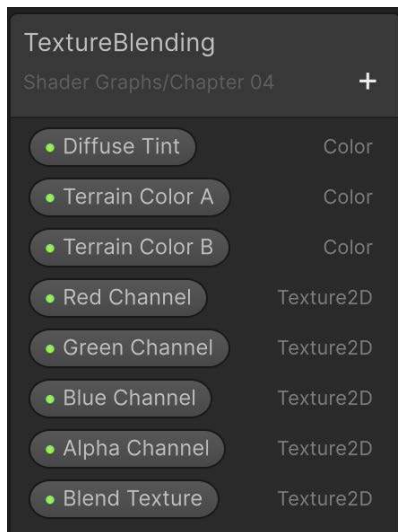 TextureBlending
Shader Graphs/Chapter 04 +
Diffuse Tint Color
Terrain Color A Color
Terrain Color B Color
Red Channel Texture2D
Green Channel Texture2D
Blue Channel Texture2D
Alpha Channel Texture2D
Blend Texture Texture2D